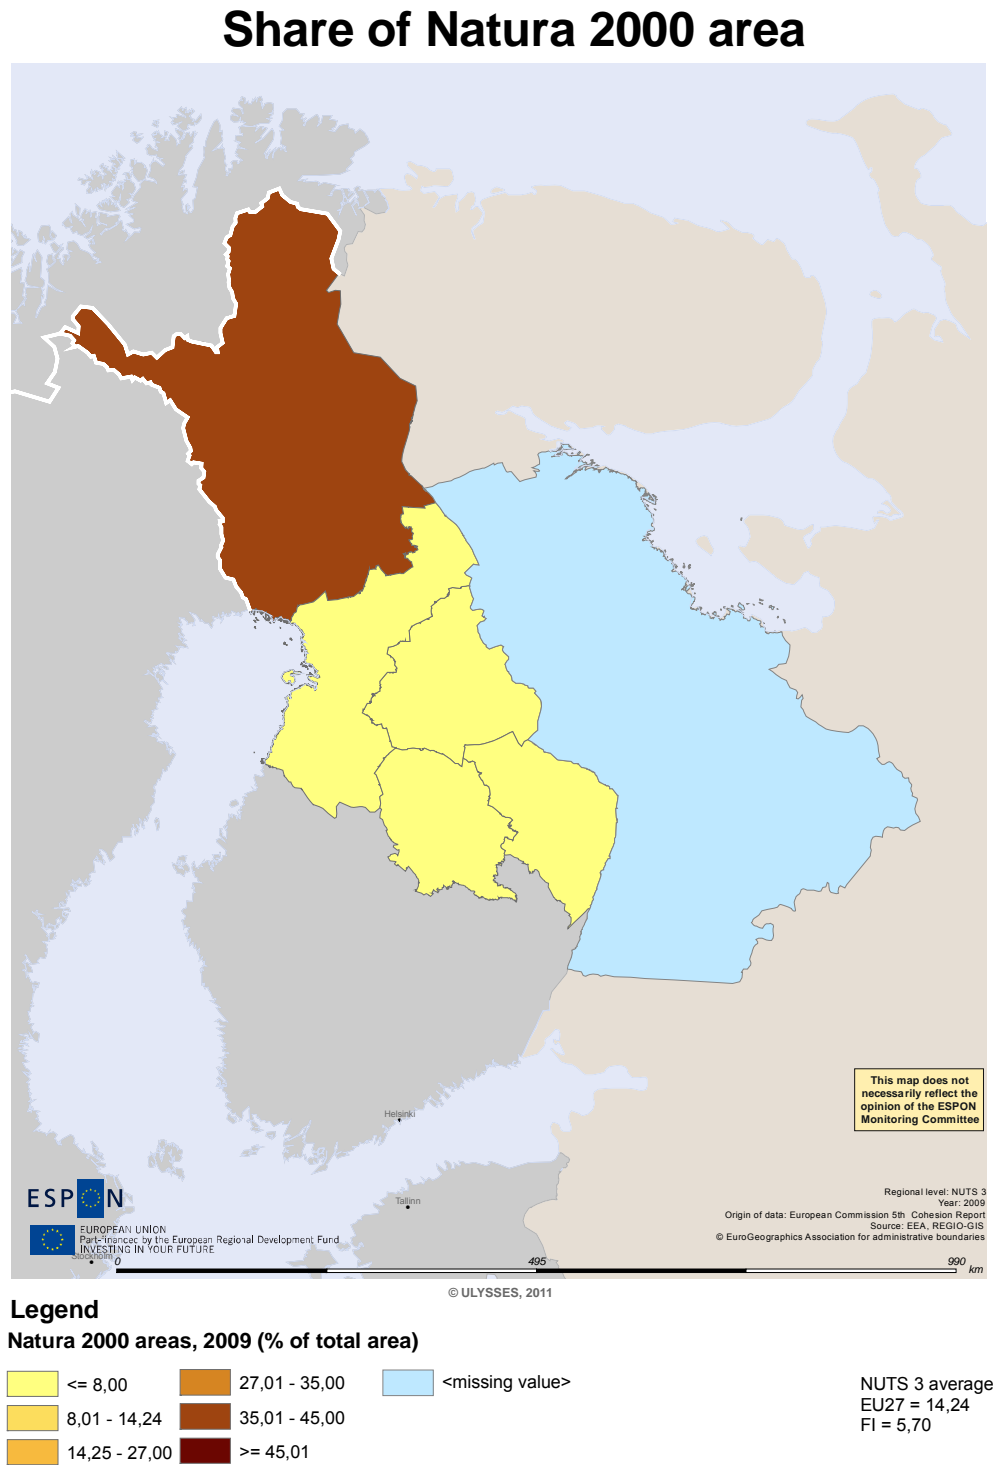 Share of Natura 2000 area
Helsinki
Tallinn
Stockholm
This map does not
necessarily reflect the
opinion of the ESPON
Monitoring Committee
ESPON
EUROPEAN UNION
Part-financed by the European Regional Development Fund
INVESTING IN YOUR FUTURE
Regional level: NUTS 3
Year: 2009
Origin of data: European Commission 5th Cohesion Report
Source: EEA, REGIO-GIS
© EuroGeographics Association for administrative boundaries
0 495 990 km
© ULYSSES, 2011
Legend
Natura 2000 areas, 2009 (% of total area)
<= 8,00
8,01 - 14,24
14,25 - 27,00
27,01 - 35,00
35,01 - 45,00
>= 45,01
<missing value>
NUTS 3 average
EU27 = 14,24
FI = 5,70